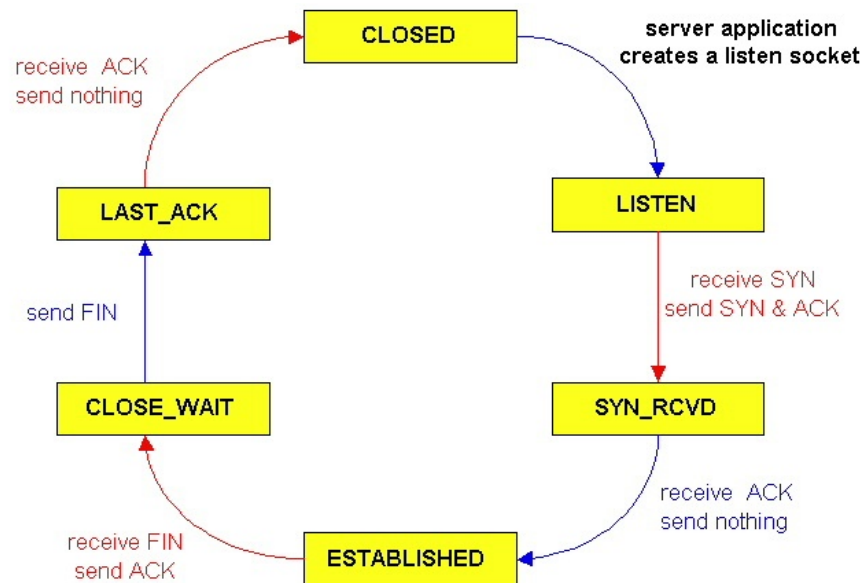 CLOSED
server application
creates a listen socket
receive ACK
send nothing
LAST_ACK
LISTEN
receive SYN
send SYN & ACK
send FIN
CLOSE_WAIT
SYN_RCVD
receive ACK
send nothing
receive FIN
send ACK
ESTABLISHED